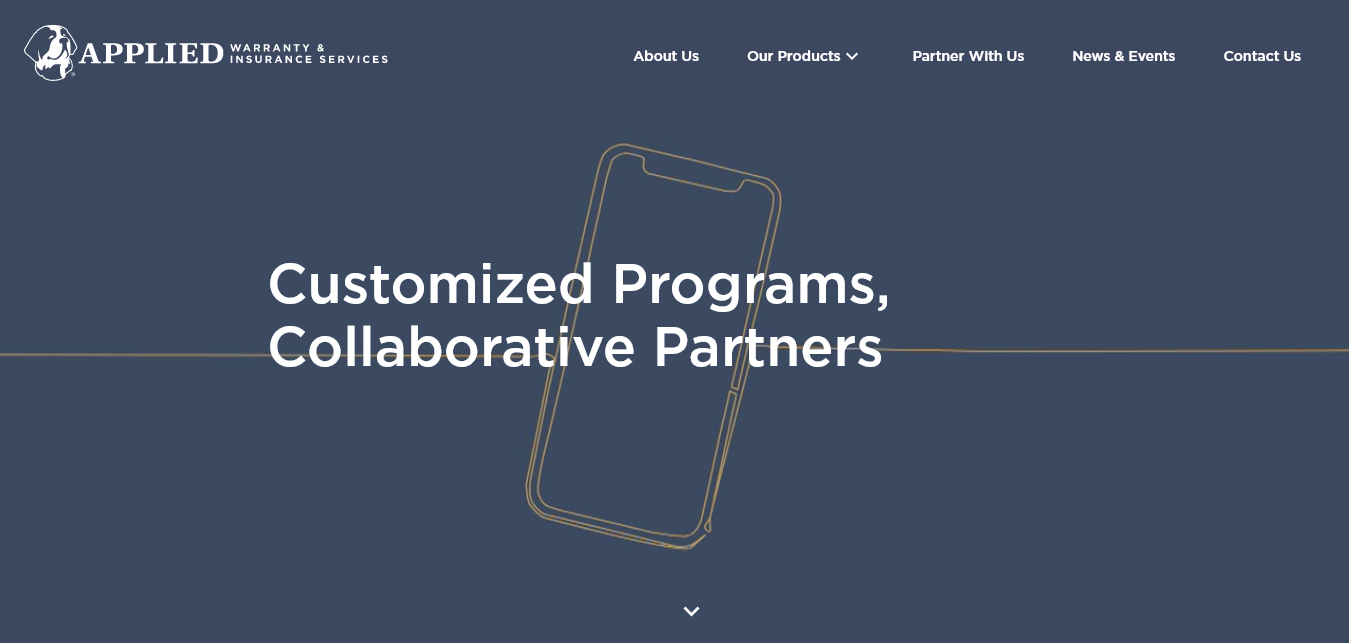 APPLIED
WARRANTY &
INSURANCE SERVICES
®
About Us
Our Products
Partner With Us
News & Events
Contact Us
Customized Programs,
Collaborative Partners